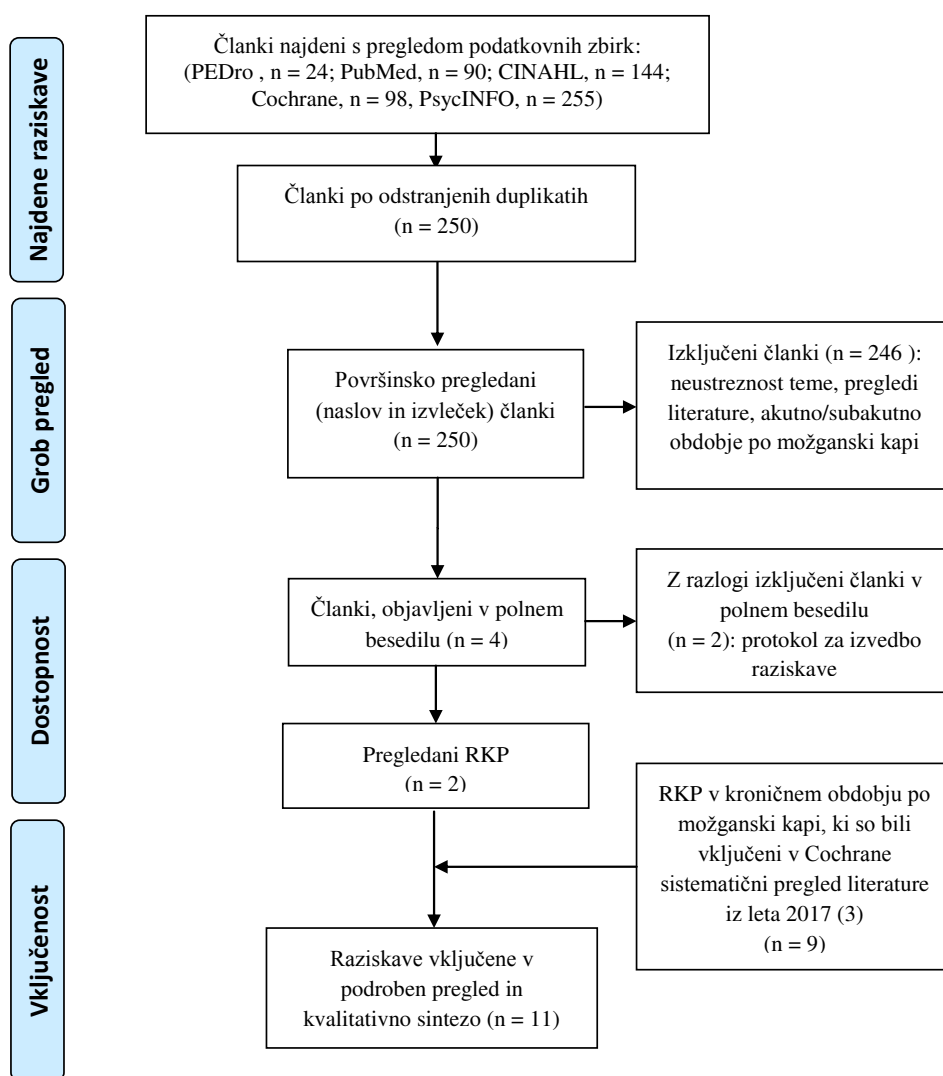 Najdene raziskave
Članki najdeni s pregledom podatkovnih zbirk:
(PEDro , n = 24; PubMed, n = 90; CINAHL, n = 144;
Cochrane, n = 98, PsycINFO, n = 255)
Članki po odstranjenih duplikatih
(n = 250)
Grob pregled
Površinsko pregledani
(naslov in izvleček) članki
(n = 250)
Izključeni članki (n = 246 ):
neustreznost teme, pregledi
literature, akutno/subakutno
obdobje po možganski kapi
Dostopnost
Članki, objavljeni v polnem
besedilu (n = 4)
Z razlogi izključeni članki v
polnem besedilu
(n = 2): protokol za izvedbo
raziskave
Pregledani RKP
(n = 2)
Vključenost
RKP v kroničnem obdobju po
možganski kapi, ki so bili
vključeni v Cochrane
sistematični pregled literature
iz leta 2017 (3)
(n = 9)
Raziskave vključene v
podroben pregled in
kvalitativno sintezo (n = 11)